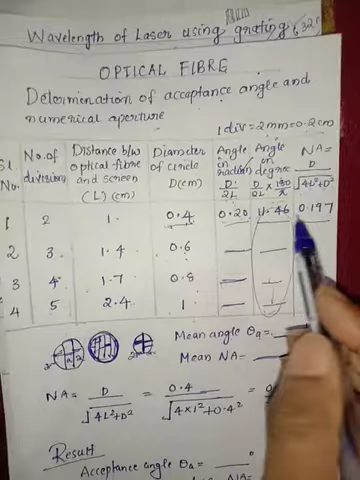 Wavelength of Laser using grating (632
OPTICAL FIBRE
Determination of acceptance angle and
numerical aperture
1 div = 2mm = 0.2cm
Sl. No. | No. of division | Distance b/w optical fibre and screen (L) (cm) | Diameter of circle D(cm) | Angle in radian D/2L | Angle in degree D/2L × 180/π | NA = D/√4L²+D²
1 | 2 | 1. | 0.4 | 0.20 | 11.46 | 0.197
2 | 3 | 1.4 | 0.6 | — | —
3 | 4 | 1.7 | 0.8 | — | —
4 | 5 | 2.4 | 1 | — | —
Mean angle θa =
Mean NA =
NA = D/√4L²+D² = 0.4/√4×1²+0.4² =
Result
Acceptance angle θa = °
NA =